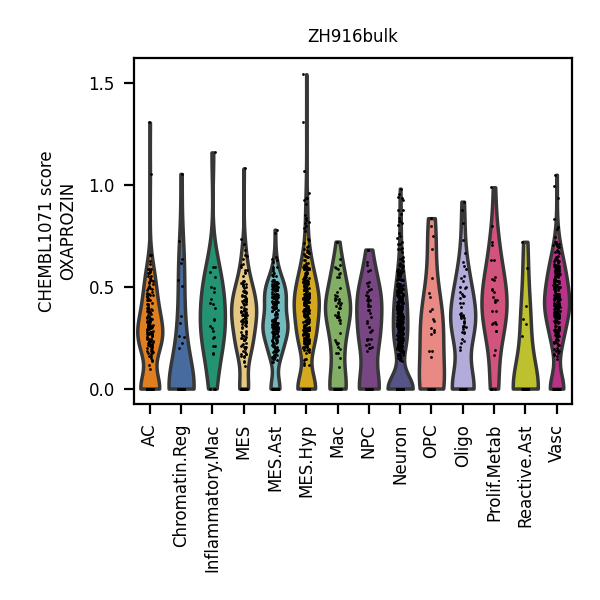 ZH916bulk
CHEMBL1071 score
OXAPROZIN
1.5
1.0
0.5
0.0
AC
Chromatin.Reg
Inflammatory.Mac
MES
MES.Ast
MES.Hyp
Mac
NPC
Neuron
OPC
Oligo
Prolif.Metab
Reactive.Ast
Vasc